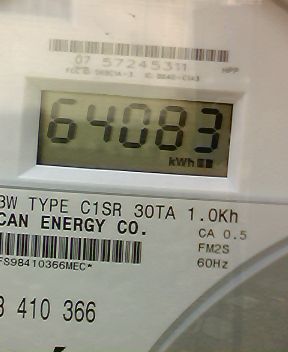 07 57245311
HPP
64083
kWh
3W TYPE C1SR 30TA 1.0Kh
CAN ENERGY CO.
CA 0.5
FM2S
60Hz
FS98410366MEC*
410 366